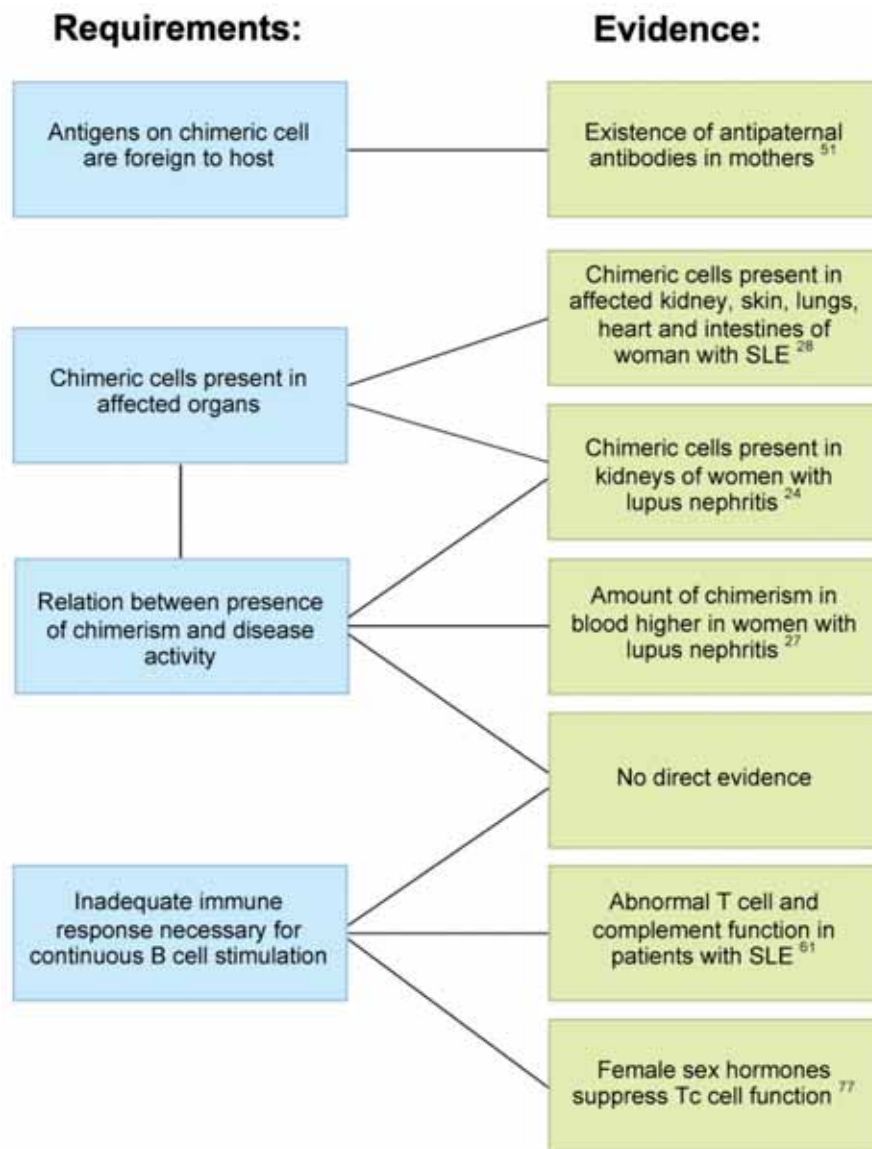 Requirements:
Evidence:
Antigens on chimeric cell
are foreign to host
Existence of antipaternal
antibodies in mothers 51
Chimeric cells present in
affected organs
Chimeric cells present in
affected kidney, skin, lungs,
heart and intestines of
woman with SLE 28
Chimeric cells present in
kidneys of women with
lupus nephritis 24
Relation between presence
of chimerism and disease
activity
Amount of chimerism in
blood higher in women with
lupus nephritis 27
No direct evidence
Inadequate immune
response necessary for
continuous B cell stimulation
Abnormal T cell and
complement function in
patients with SLE 61
Female sex hormones
suppress Tc cell function 77